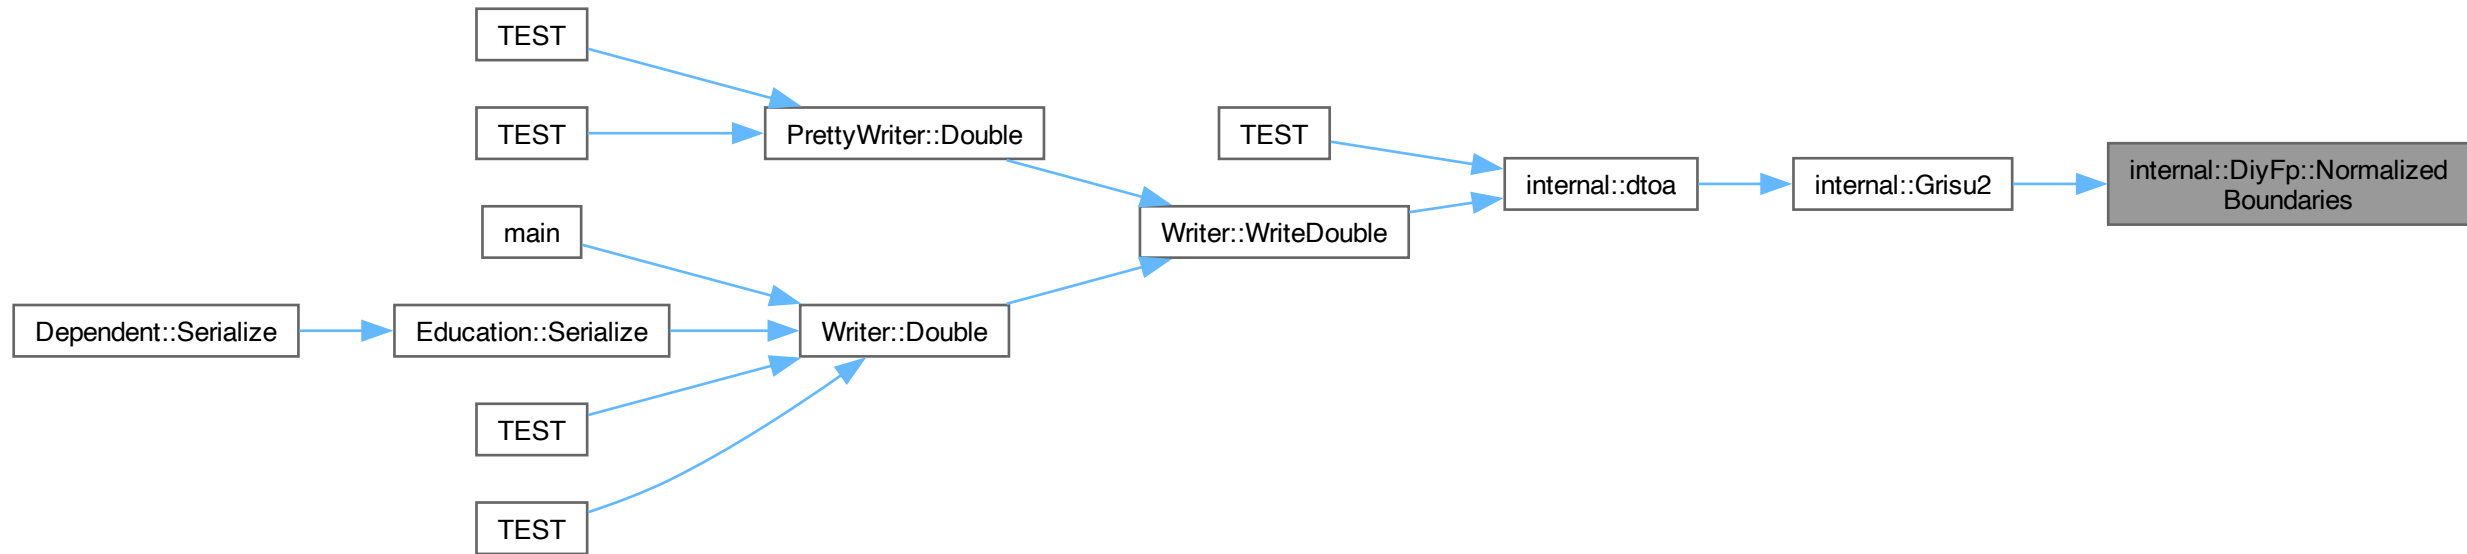 TEST
TEST
PrettyWriter::Double
TEST
internal::dtoa
internal::Grisu2
internal::DiyFp::Normalized
Boundaries
main
Writer::WriteDouble
Dependent::Serialize
Education::Serialize
Writer::Double
TEST
TEST